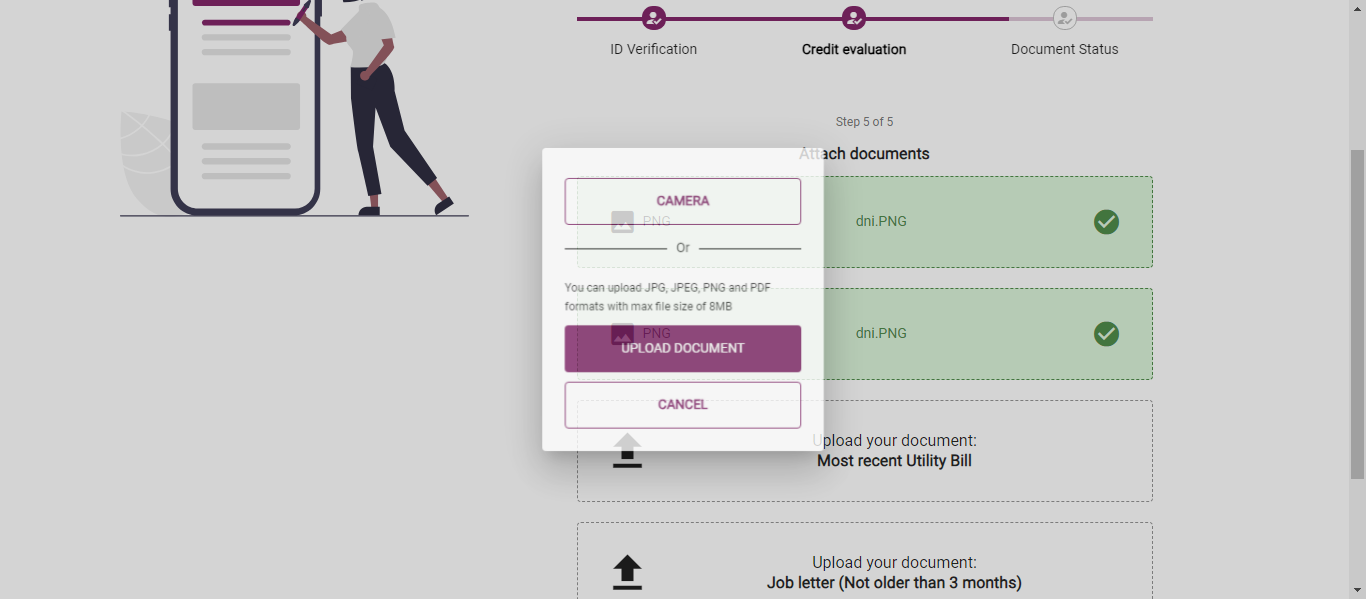 ID Verification
Credit evaluation
Document Status
Step 5 of 5
Attach documents
CAMERA
PNG
dni.PNG
Or
You can upload JPG, JPEG, PNG and PDF
formats with max file size of 8MB
PNG
dni.PNG
UPLOAD DOCUMENT
CANCEL
Upload your document:
Most recent Utility Bill
Upload your document:
Job letter (Not older than 3 months)